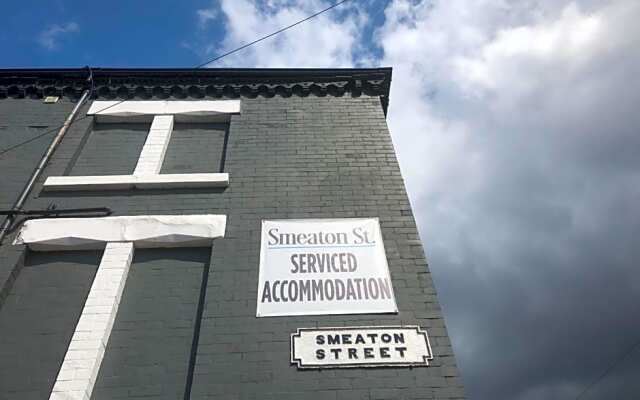 Smeaton St.
SERVICED
ACCOMMODATION
SMEATON
STREET